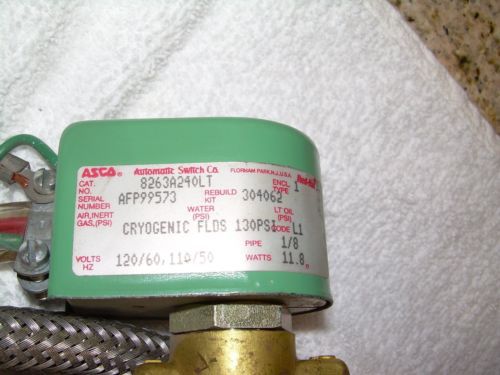 ASCO Automatic Switch Co. FLORHAM PARK, N.J., U.S.A.
CAT. NO. 8263A240LT ENCL. TYPE 1
SERIAL NUMBER AFP99573 REBUILD KIT 304062
AIR, INERT GAS, (PSI) WATER (PSI) LT OIL (PSI)
CRYOGENIC FLDS 130PSI CODE L1
PIPE 1/8
VOLTS HZ 120/60,110/50 WATTS 11.8